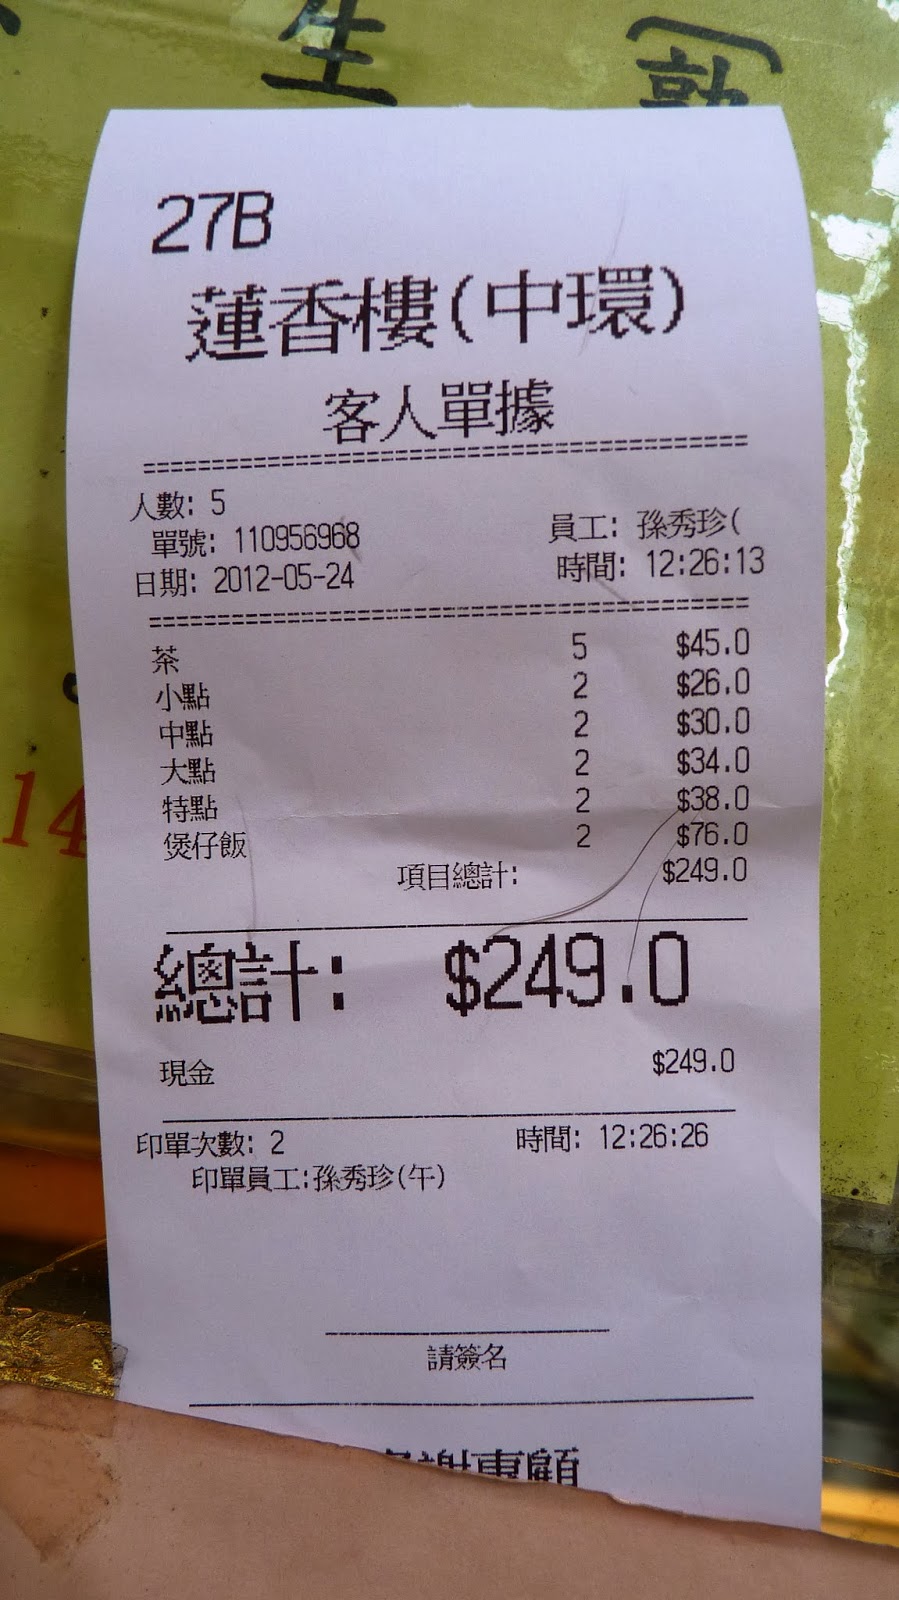 生
27B
蓮香樓(中環)
客人單據
人數: 5
單號: 110956968 員工: 孫秀珍(
日期: 2012-05-24 時間: 12:26:13
茶 5 $45.0
小點 2 $26.0
中點 2 $30.0
大點 2 $34.0
特點 2 $38.0
煲仔飯 2 $76.0
項目總計: $249.0
總計: $249.0
現金 $249.0
印單次數: 2 時間: 12:26:26
印單員工:孫秀珍(午)
請簽名
謝惠顧
14